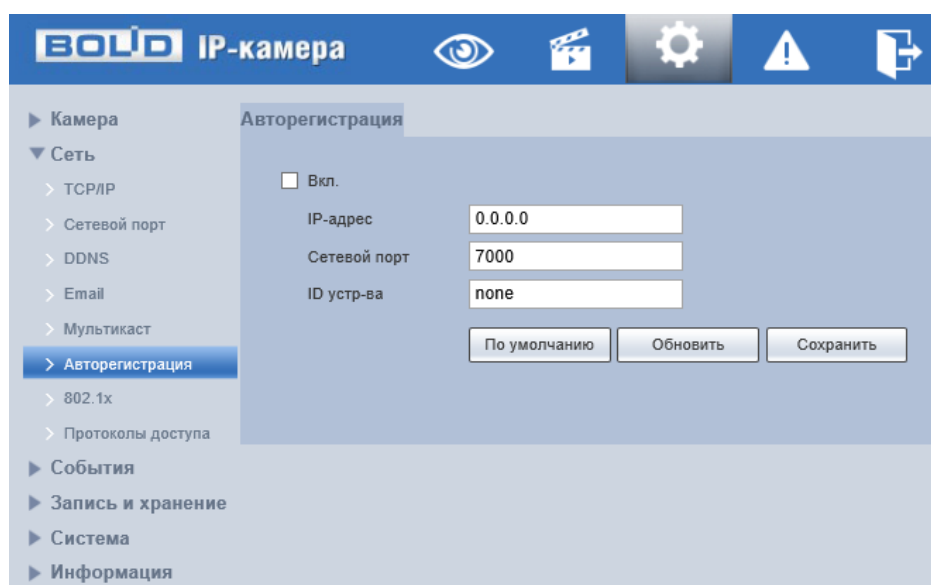 BOLID IP-камера
Камера
Сеть
TCP/IP
Сетевой порт
DDNS
Email
Мультикаст
Авторегистрация
802.1x
Протоколы доступа
События
Запись и хранение
Система
Информация
Авторегистрация
Вкл.
IP-адрес 0.0.0.0
Сетевой порт 7000
ID устр-ва none
По умолчанию Обновить Сохранить